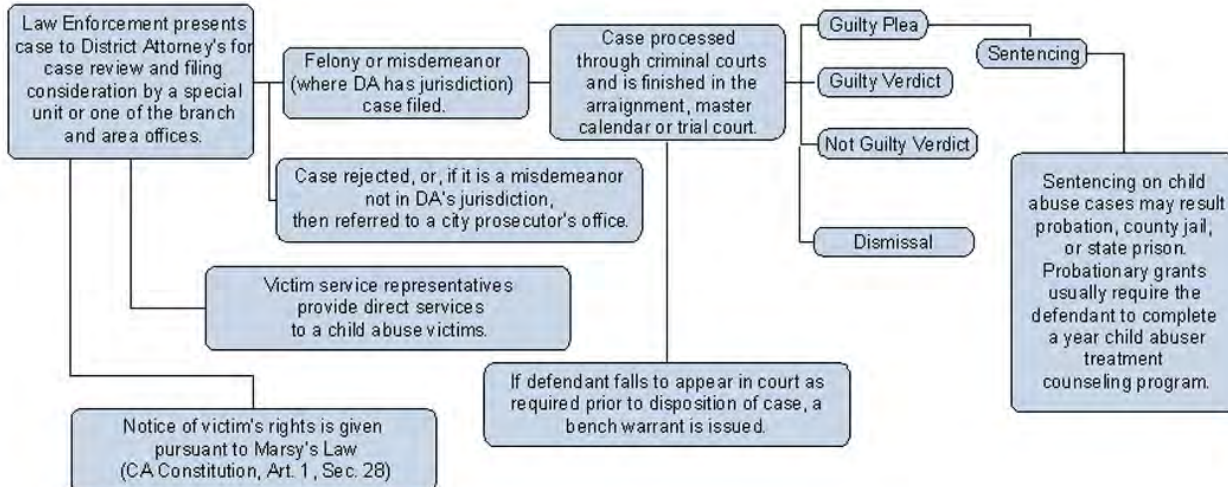 Law Enforcement presents
case to District Attorney's for
case review and filing
consideration by a special
unit or one of the branch
and area offices.
Felony or misdemeanor
(where DA has jurisdiction)
case filed.
Case rejected, or, if it is a misdemeanor
not in DA's jurisdiction,
then referred to a city prosecutor's office.
Victim service representatives
provide direct services
to a child abuse victims.
Notice of victim's rights is given
pursuant to Marsy's Law
(CA Constitution, Art. 1, Sec. 28)
Case processed
through criminal courts
and is finished in the
arraignment, master
calendar or trial court.
If defendant falls to appear in court as
required prior to disposition of case, a
bench warrant is issued.
Guilty Plea
Guilty Verdict
Not Guilty Verdict
Dismissal
Sentencing
Sentencing on child
abuse cases may result
probation, county jail,
or state prison.
Probationary grants
usually require the
defendant to complete
a year child abuser
treatment
counseling program.